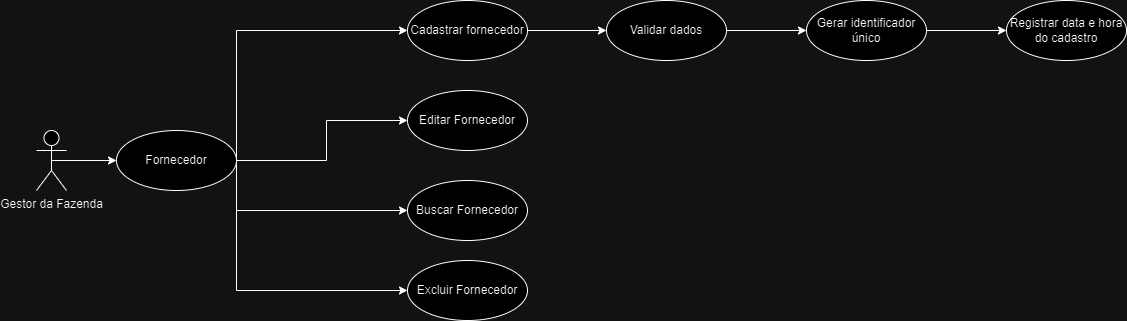 Cadastrar fornecedor
Validar dados
Gerar identificador
único
Registrar data e hora
do cadastro
Editar Fornecedor
Fornecedor
Gestor da Fazenda
Buscar Fornecedor
Excluir Fornecedor